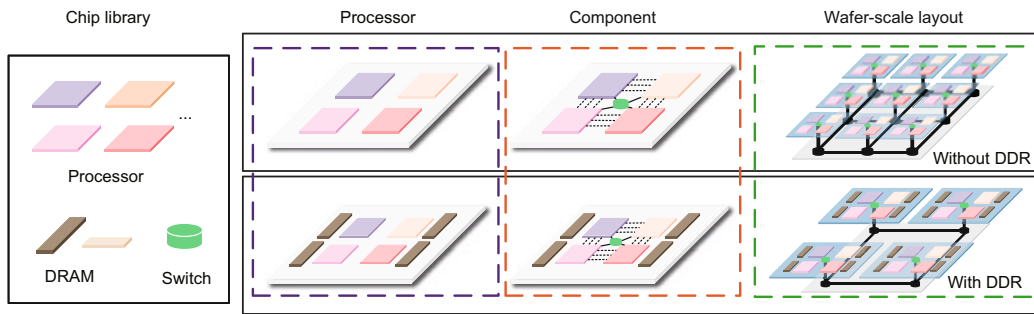 Chip library
Processor
Component
Wafer-scale layout
...
Processor
DRAM
Switch
Without DDR
With DDR